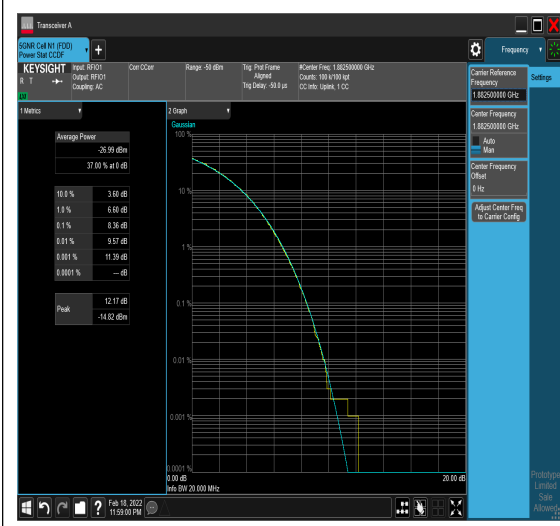 Transceiver A
5GNR Cell N1 (FDD)
Power Stat CCDF
Frequency
KEYSIGHT
R T
Input: RFIO1
Output: RFIO1
Coupling: AC
Corr CCorr
Range: -50 dBm
Trig: Prot Frame
Aligned
Trig Delay: -50.0 µs
#Center Freq: 1.882500000 GHz
Counts: 100 k/100 kpt
CC Info: Uplink, 1 CC
1 Metrics
Average Power
-26.99 dBm
37.00 % at 0 dB
10.0 % 3.60 dB
1.0 % 6.60 dB
0.1 % 8.36 dB
0.01 % 9.57 dB
0.001 % 11.39 dB
0.0001 % --- dB
Peak
12.17 dB
-14.82 dBm
2 Graph
Gaussian
100 %
10 %
1 %
0.1 %
0.01 %
0.001 %
0.0001 %
0.00 dB
20.00 dB
Info BW 20.000 MHz
Carrier Reference
Frequency
1.882500000 GHz
Center Frequency
1.882500000 GHz
Auto
Man
Center Frequency
Offset
0 Hz
Adjust Center Freq
to Carrier Config
Settings
Prototype
Limited
Sale
Allowed
Feb 18, 2022
11:59:00 PM